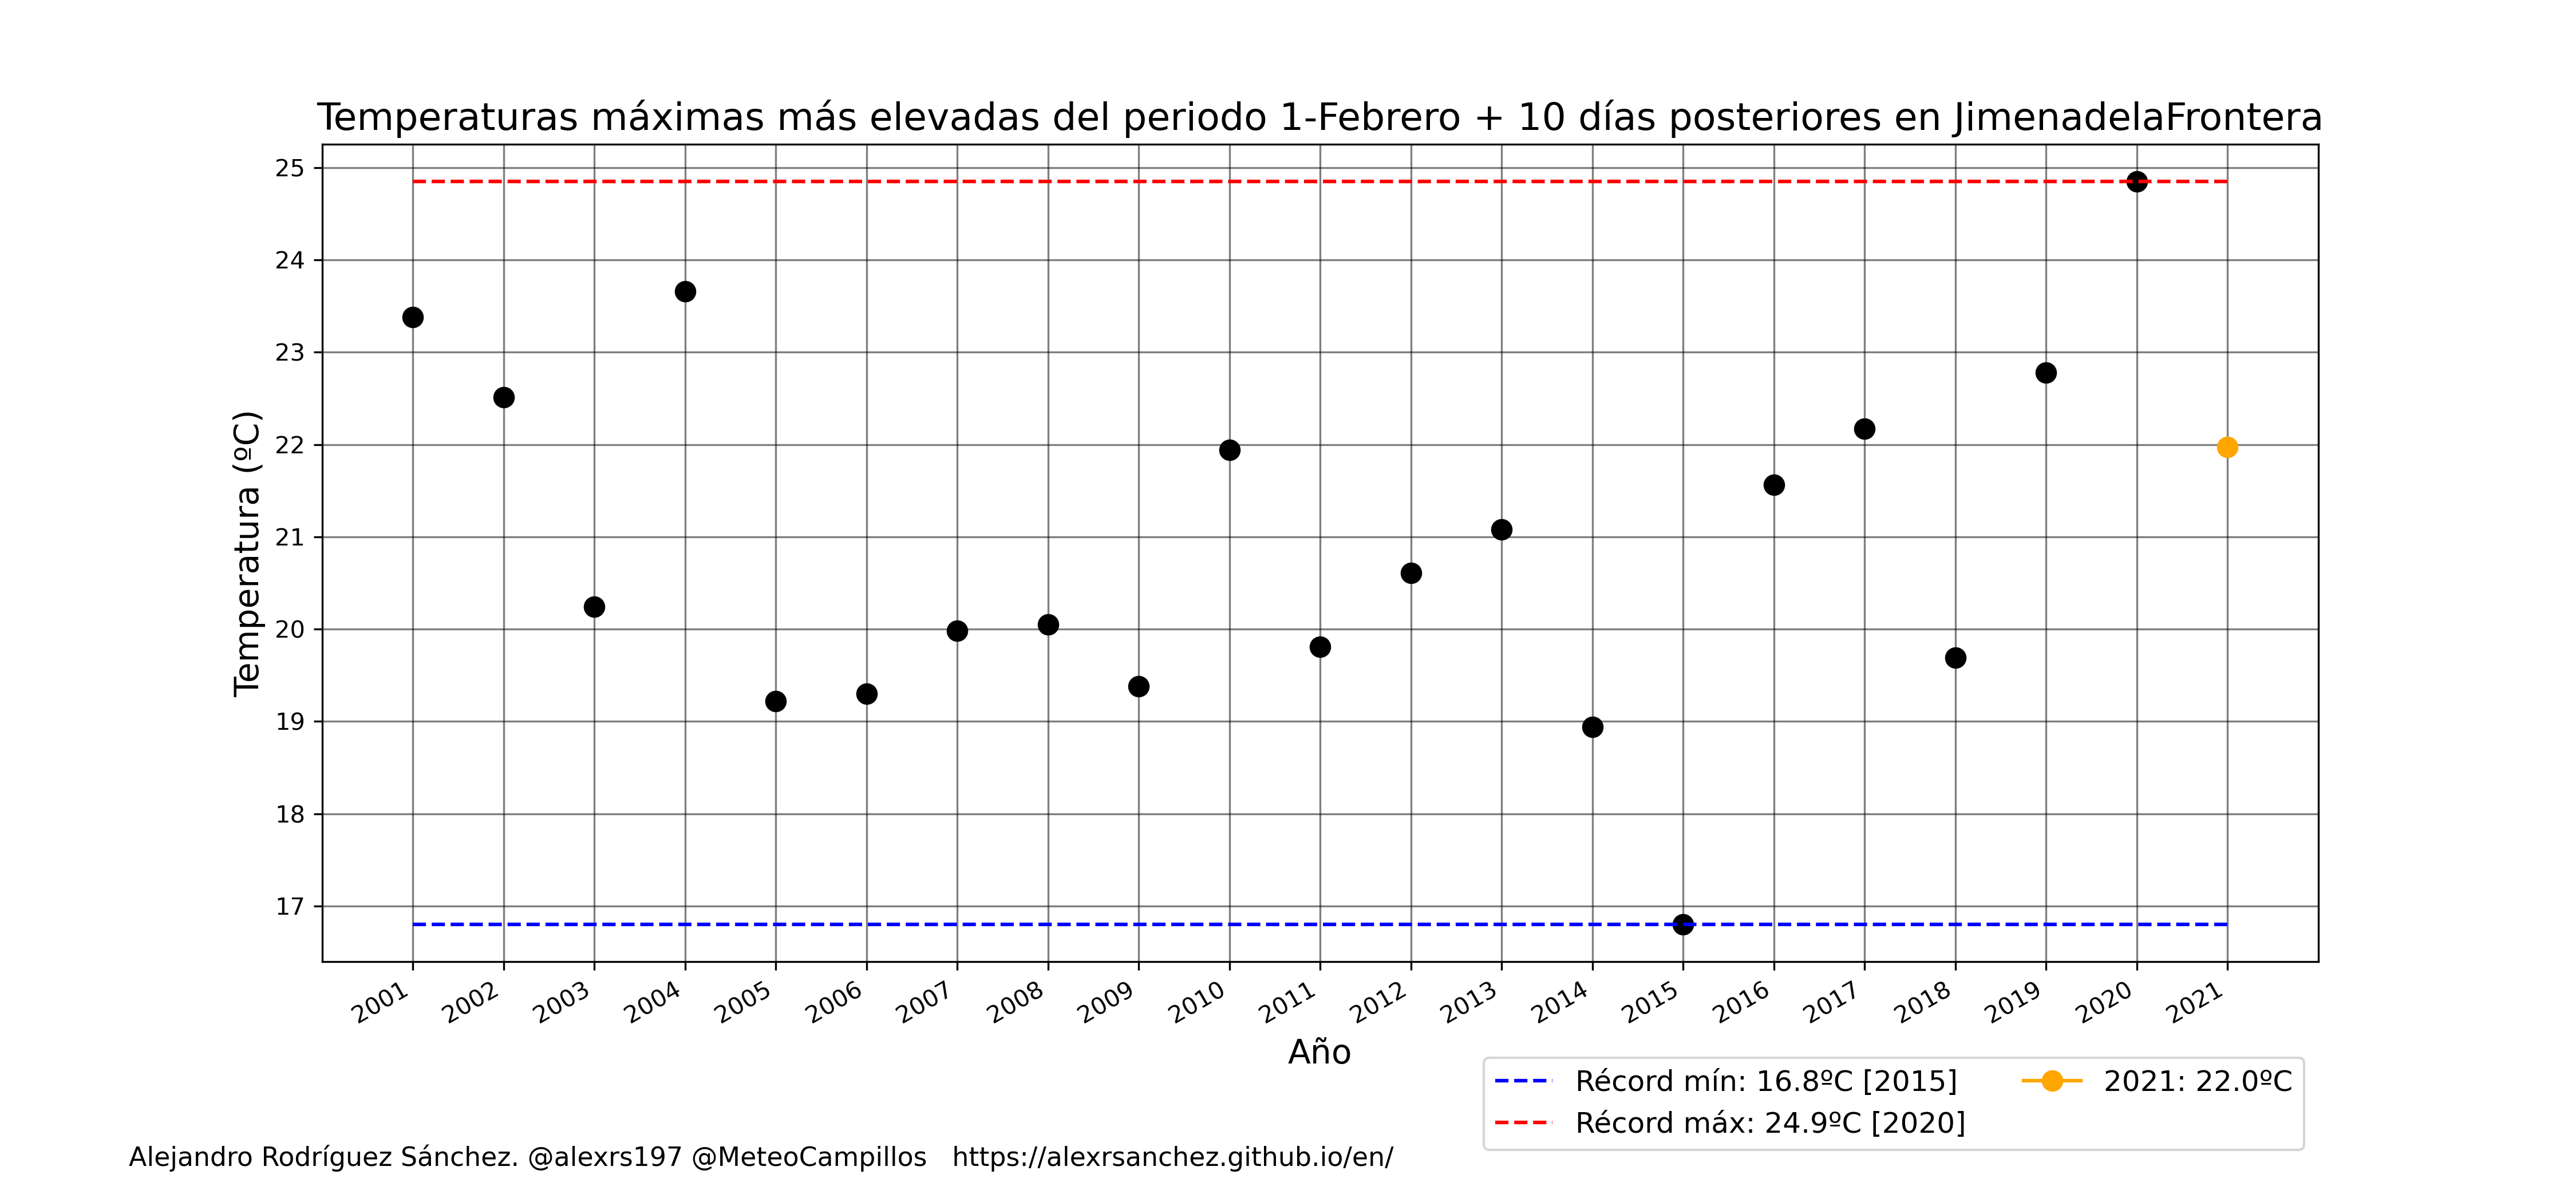 Temperaturas máximas más elevadas del periodo 1-Febrero + 10 días posteriores en JimenadelaFrontera
Temperatura (ºC)
25
24
23
22
21
20
19
18
17
2001 2002 2003 2004 2005 2006 2007 2008 2009 2010 2011 2012 2013 2014 2015 2016 2017 2018 2019 2020 2021
Año
Récord mín: 16.8ºC [2015]
Récord máx: 24.9ºC [2020]
2021: 22.0ºC
Alejandro Rodríguez Sánchez. @alexrs197 @MeteoCampillos https://alexrsanchez.github.io/en/